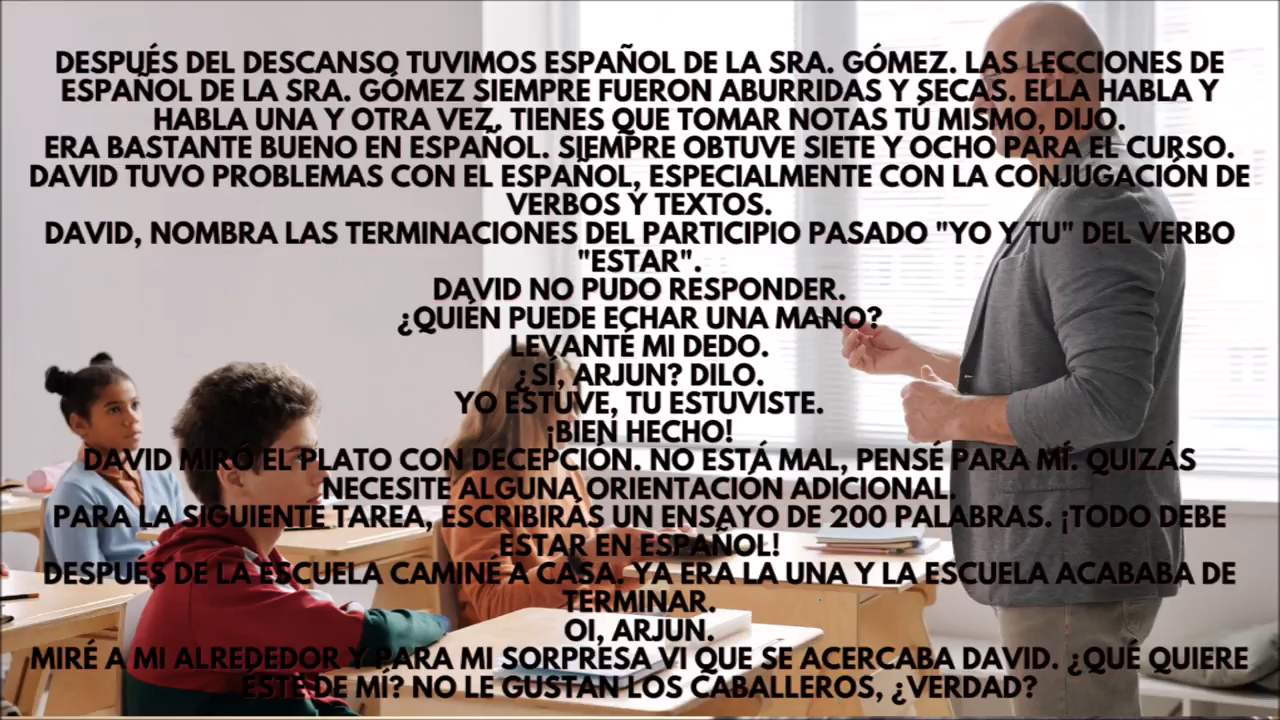 DESPUÉS DEL DESCANSO TUVIMOS ESPAÑOL DE LA SRA. GÓMEZ. LAS LECCIONES DE
ESPAÑOL DE LA SRA. GÓMEZ SIEMPRE FUERON ABURRIDAS Y SECAS. ELLA HABLA Y
HABLA UNA Y OTRA VEZ. TIENES QUE TOMAR NOTAS TÚ MISMO, DIJO.
ERA BASTANTE BUENO EN ESPAÑOL. SIEMPRE OBTUVE SIETE Y OCHO PARA EL CURSO.
DAVID TUVO PROBLEMAS CON EL ESPAÑOL, ESPECIALMENTE CON LA CONJUGACIÓN DE
VERBOS Y TEXTOS.
DAVID, NOMBRA LAS TERMINACIONES DEL PARTICIPIO PASADO "YO Y TU" DEL VERBO
"ESTAR".
DAVID NO PUDO RESPONDER.
¿QUIÉN PUEDE ECHAR UNA MANO?
LEVANTÉ MI DEDO.
¿SÍ, ARJUN? DILO.
YO ESTUVE, TU ESTUVISTE.
¡BIEN HECHO!
DAVID MIRÓ EL PLATO CON DECEPCIÓN. NO ESTÁ MAL, PENSÉ PARA MÍ. QUIZÁS
NECESITE ALGUNA ORIENTACIÓN ADICIONAL.
PARA LA SIGUIENTE TAREA, ESCRIBIRÁS UN ENSAYO DE 200 PALABRAS. ¡TODO DEBE
ESTAR EN ESPAÑOL!
DESPUÉS DE LA ESCUELA CAMINÉ A CASA. YA ERA LA UNA Y LA ESCUELA ACABABA DE
TERMINAR.
OI, ARJUN.
MIRÉ A MI ALREDEDOR Y PARA MI SORPRESA VI QUE SE ACERCABA DAVID. ¿QUÉ QUIERE
ÉSTE DE MÍ? NO LE GUSTAN LOS CABALLEROS, ¿VERDAD?